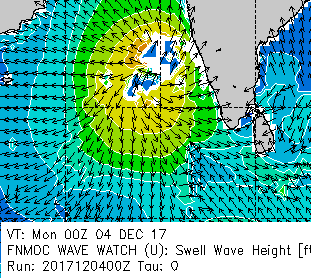 VT: Mon 00Z 04 DEC 17
FNMOC WAVE WATCH (U): Swell Wave Height [f
Run: 2017120400Z Tau: 0